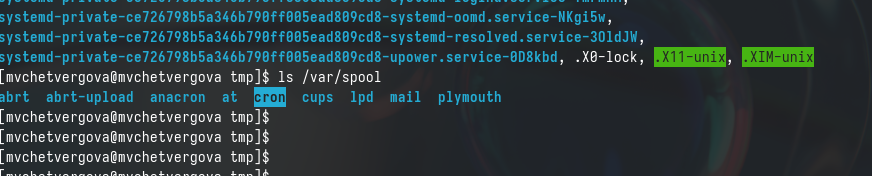 systemd-private-ce726798b5a346b790ff005ead809cd8-systemd-oomd.service-NKgi5w,
systemd-private-ce726798b5a346b790ff005ead809cd8-systemd-resolved.service-3OldJW,
systemd-private-ce726798b5a346b790ff005ead809cd8-upower.service-0D8kbd, .X0-lock, .X11-unix, .XIM-unix
[mvchetvergova@mvchetvergova tmp]$ ls /var/spool
abrt abrt-upload anacron at cron cups lpd mail plymouth
[mvchetvergova@mvchetvergova tmp]$
[mvchetvergova@mvchetvergova tmp]$
[mvchetvergova@mvchetvergova tmp]$